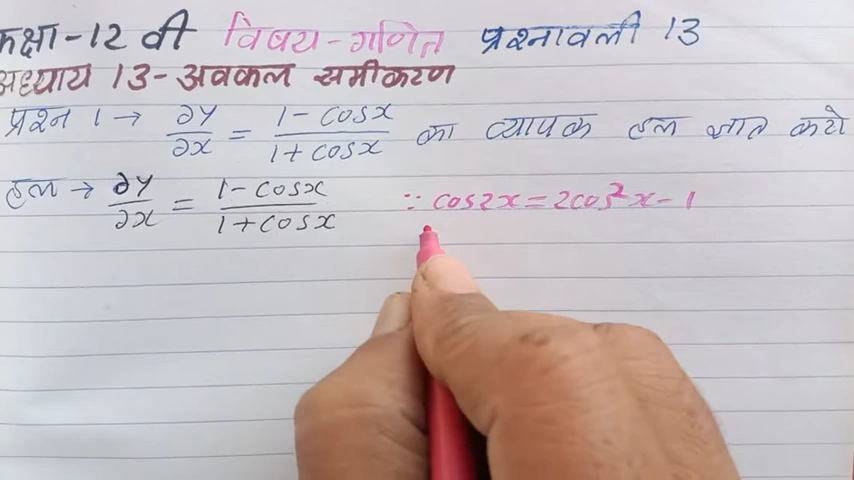 कक्षा-12 वी विषय-गणित प्रश्नावली 13
अध्याय 13-अवकल समीकरण
प्रश्न 1 → ∂y/∂x = 1-cosx/1+cosx का व्यापक हल ज्ञात करो
हल → ∂y/∂x = 1-cosx/1+cosx ∵ cos2x=2cos²x-1